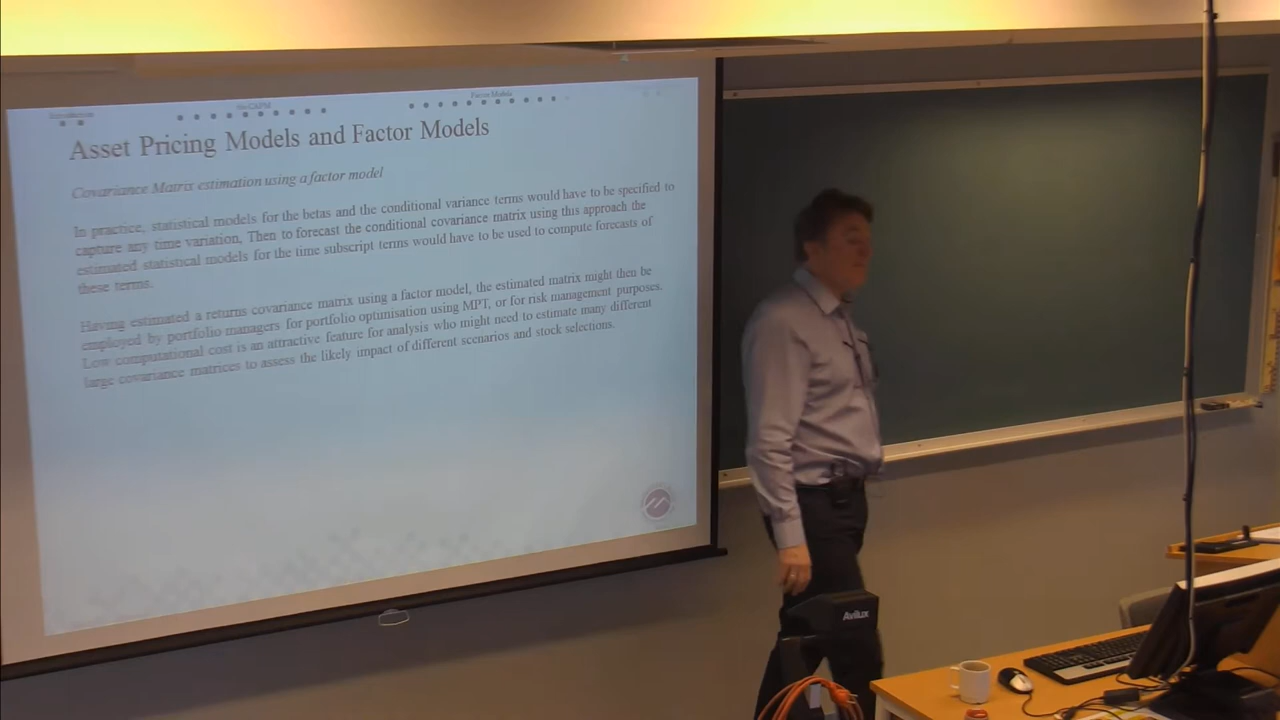 Introduction
The CAPM
Factor Models
Asset Pricing Models and Factor Models
Covariance Matrix estimation using a factor model
In practice, statistical models for the betas and the conditional variance terms would have to be specified to
capture any time variation. Then to forecast the conditional covariance matrix using this approach the
estimated statistical models for the time subscript terms would have to be used to compute forecasts of
these terms.
Having estimated a returns covariance matrix using a factor model, the estimated matrix might then be
employed by portfolio managers for portfolio optimisation using MPT, or for risk management purposes.
Low computational cost is an attractive feature for analysis who might need to estimate many different
large covariance matrices to assess the likely impact of different scenarios and stock selections.
Avilux